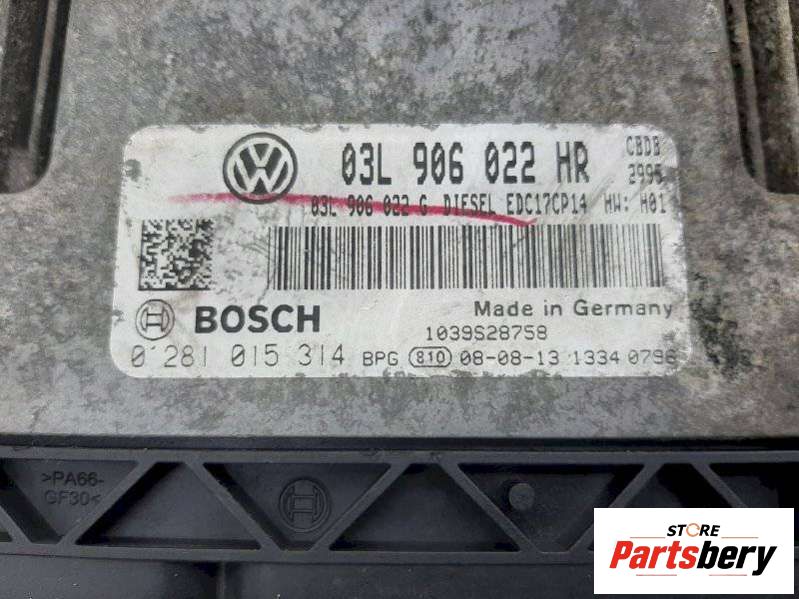 03L 906 022 HR
CBDB
2996
03L 906 022 G DIESEL EDC17CP14 HW: H01
BOSCH
Made in Germany
1039S28758
0 281 015 314 BPG 810 08-08-13 1334 0796
>PA66-
GF30<
STORE
Partsbery